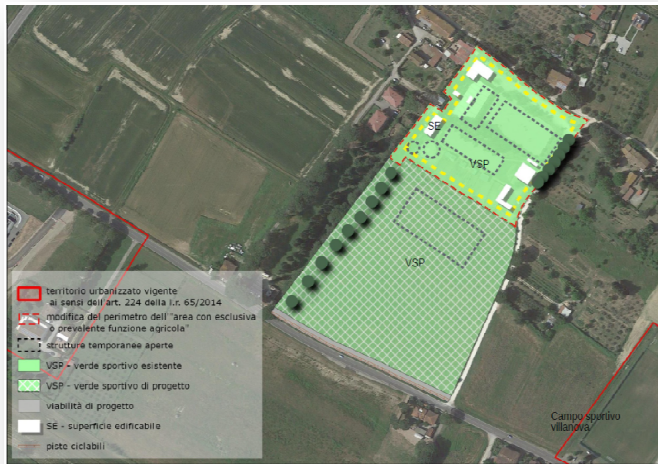 SE
VSP
VSP
territorio urbanizzato vigente
ai sensi dell'art. 224 della l.r. 65/2014
modifica del perimetro dell'"area con esclusiva
o prevalente funzione agricola"
strutture temporanee aperte
VSP - verde sportivo esistente
VSP - verde sportivo di progetto
viabilità di progetto
SE - superficie edificabile
piste ciclabili
Campo sportivo
villanova